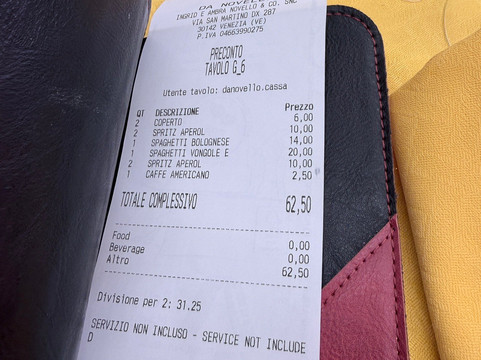 DA NOVELLO
INGRID E AMBRA NOVELLO & CO. SNC
VIA SAN MARTINO DX 287
30142 VENEZIA (VE)
P.IVA 04663990275
PRECONTO
TAVOLO G_6
Utente tavolo: danovello.cassa
QT DESCRIZIONE Prezzo
2 COPERTO 6,00
2 SPRITZ APEROL 10,00
1 SPAGHETTI BOLOGNESE 14,00
1 SPAGHETTI VONGOLE E 20,00
2 SPRITZ APEROL 10,00
1 CAFFE AMERICANO 2,50
TOTALE COMPLESSIVO 62,50
Food 0,00
Beverage 0,00
Altro 62,50
Divisione per 2: 31.25
SERVIZIO NON INCLUSO - SERVICE NOT INCLUDE
D